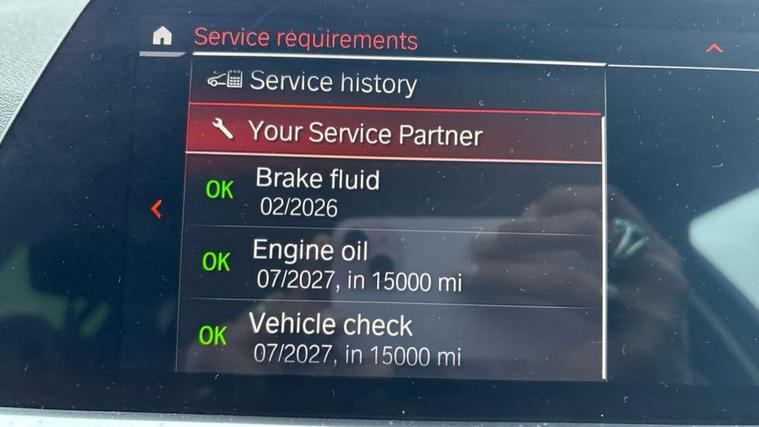 Service requirements
Service history
Your Service Partner
OK Brake fluid
02/2026
OK Engine oil
07/2027, in 15000 mi
OK Vehicle check
07/2027, in 15000 mi